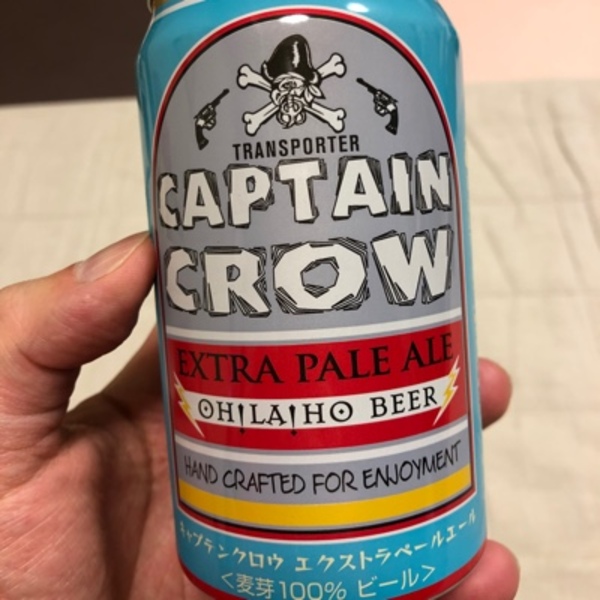 TRANSPORTER
CAPTAIN
CROW
EXTRA PALE ALE
OH!LA!HO BEER
HAND CRAFTED FOR ENJOYMENT
キャプテンクロウ エクストラペールエール
<麦芽100% ビール>